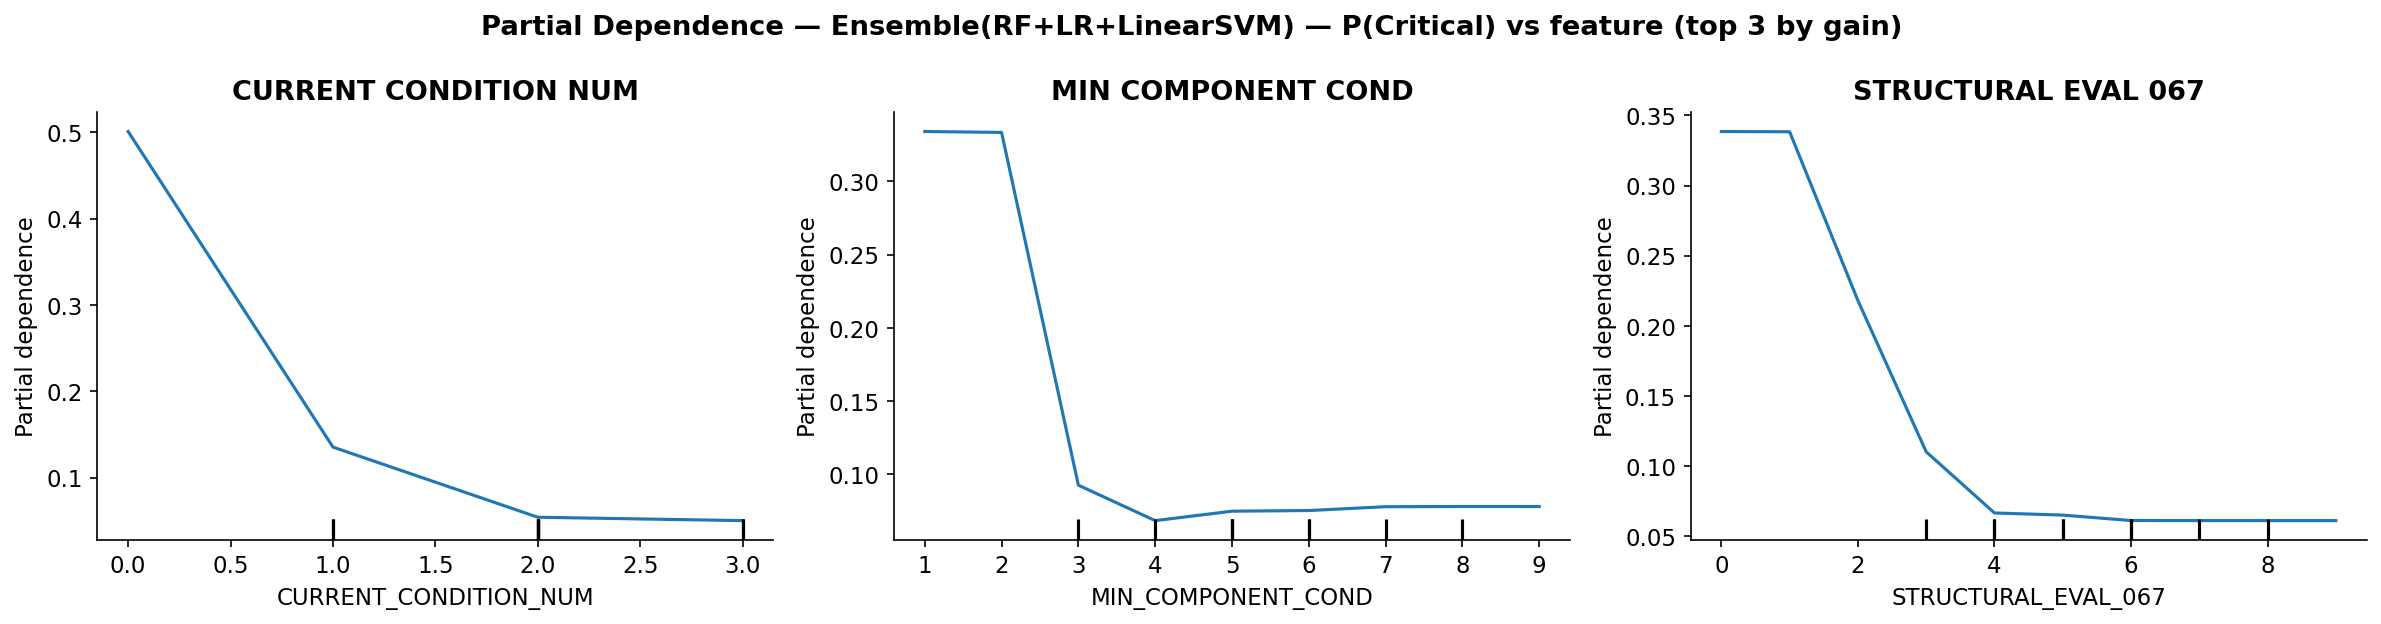 Partial Dependence — Ensemble(RF+LR+LinearSVM) — P(Critical) vs feature (top 3 by gain)
CURRENT CONDITION NUM
Partial dependence
0.5
0.4
0.3
0.2
0.1
0.0 0.5 1.0 1.5 2.0 2.5 3.0
CURRENT_CONDITION_NUM
MIN COMPONENT COND
Partial dependence
0.30
0.25
0.20
0.15
0.10
1 2 3 4 5 6 7 8 9
MIN_COMPONENT_COND
STRUCTURAL EVAL 067
Partial dependence
0.35
0.30
0.25
0.20
0.15
0.10
0.05
0 2 4 6 8
STRUCTURAL_EVAL_067